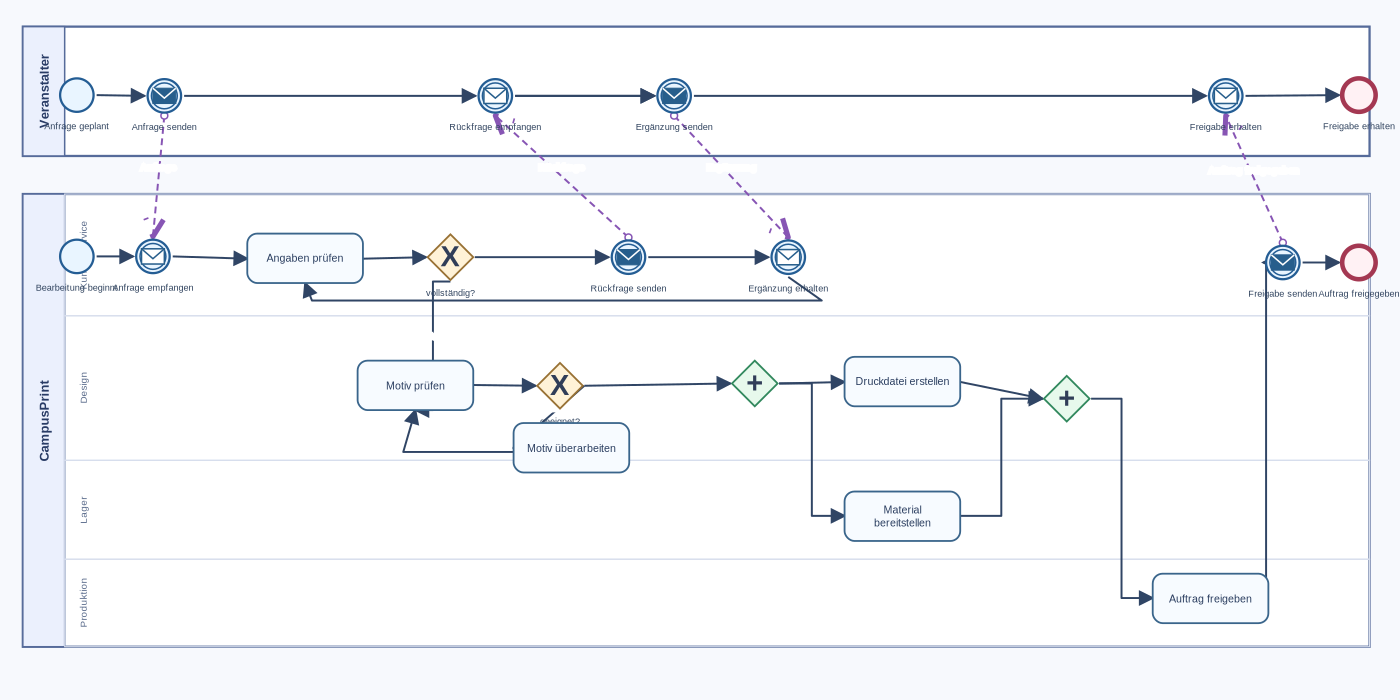 Veranstalter
Anfrage geplant
Anfrage senden
Rückfrage empfangen
Ergänzung senden
Freigabe erhalten
Freigabe erhalten
CampusPrint
Bearbeitung beginnt
Anfrage empfangen
Angaben prüfen
X
vollständig?
Rückfrage senden
Ergänzung erhalten
Freigabe senden
Auftrag freigegeben
Design
Motiv prüfen
X
geeignet?
Motiv überarbeiten
Druckdatei erstellen
Lager
Material
bereitstellen
Produktion
Auftrag freigeben